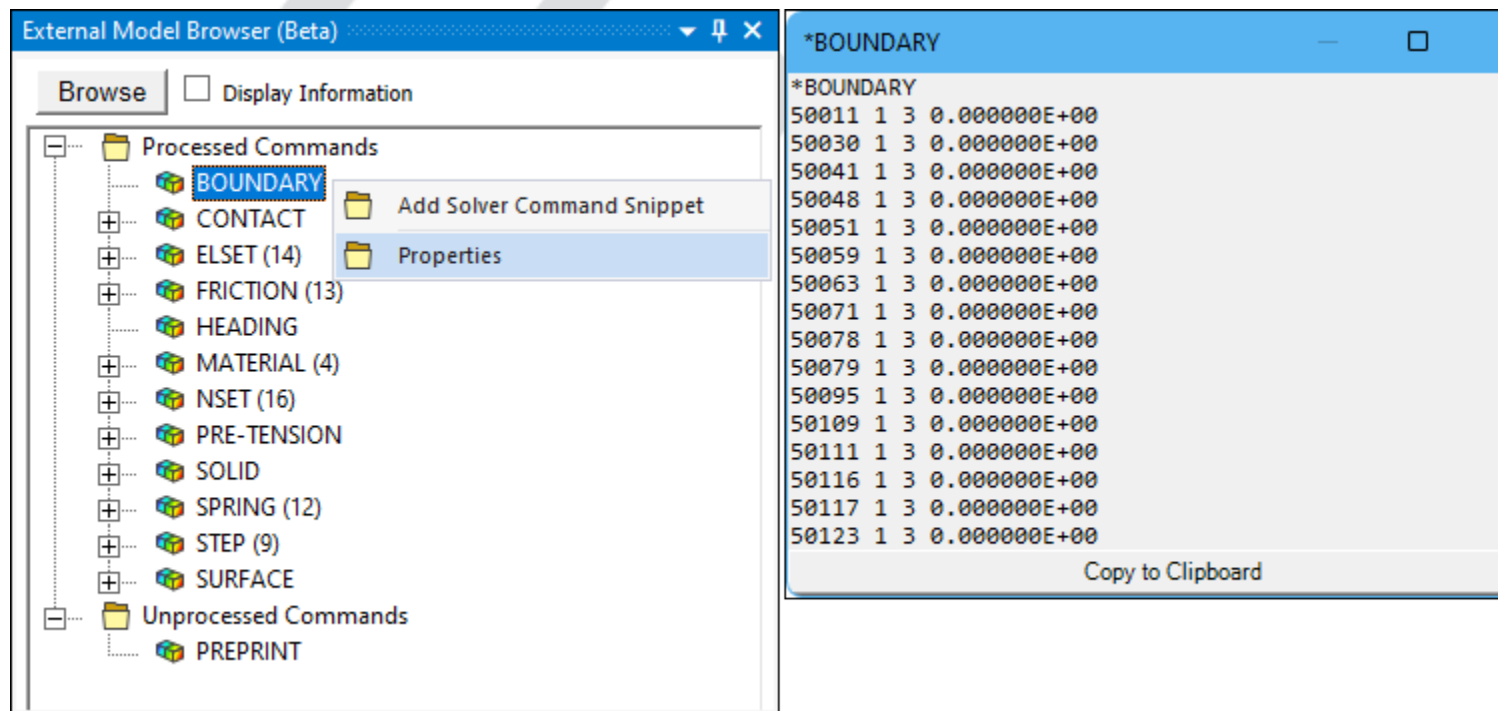 External Model Browser (Beta)
Browse
Display Information
Processed Commands
BOUNDARY
CONTACT
ELSET (14)
FRICTION (13)
HEADING
MATERIAL (4)
NSET (16)
PRE-TENSION
SOLID
SPRING (12)
STEP (9)
SURFACE
Unprocessed Commands
PREPRINT
Add Solver Command Snippet
Properties
*BOUNDARY
*BOUNDARY
50011 1 3 0.000000E+00
50030 1 3 0.000000E+00
50041 1 3 0.000000E+00
50048 1 3 0.000000E+00
50051 1 3 0.000000E+00
50059 1 3 0.000000E+00
50063 1 3 0.000000E+00
50071 1 3 0.000000E+00
50078 1 3 0.000000E+00
50079 1 3 0.000000E+00
50095 1 3 0.000000E+00
50109 1 3 0.000000E+00
50111 1 3 0.000000E+00
50116 1 3 0.000000E+00
50117 1 3 0.000000E+00
50123 1 3 0.000000E+00
Copy to Clipboard